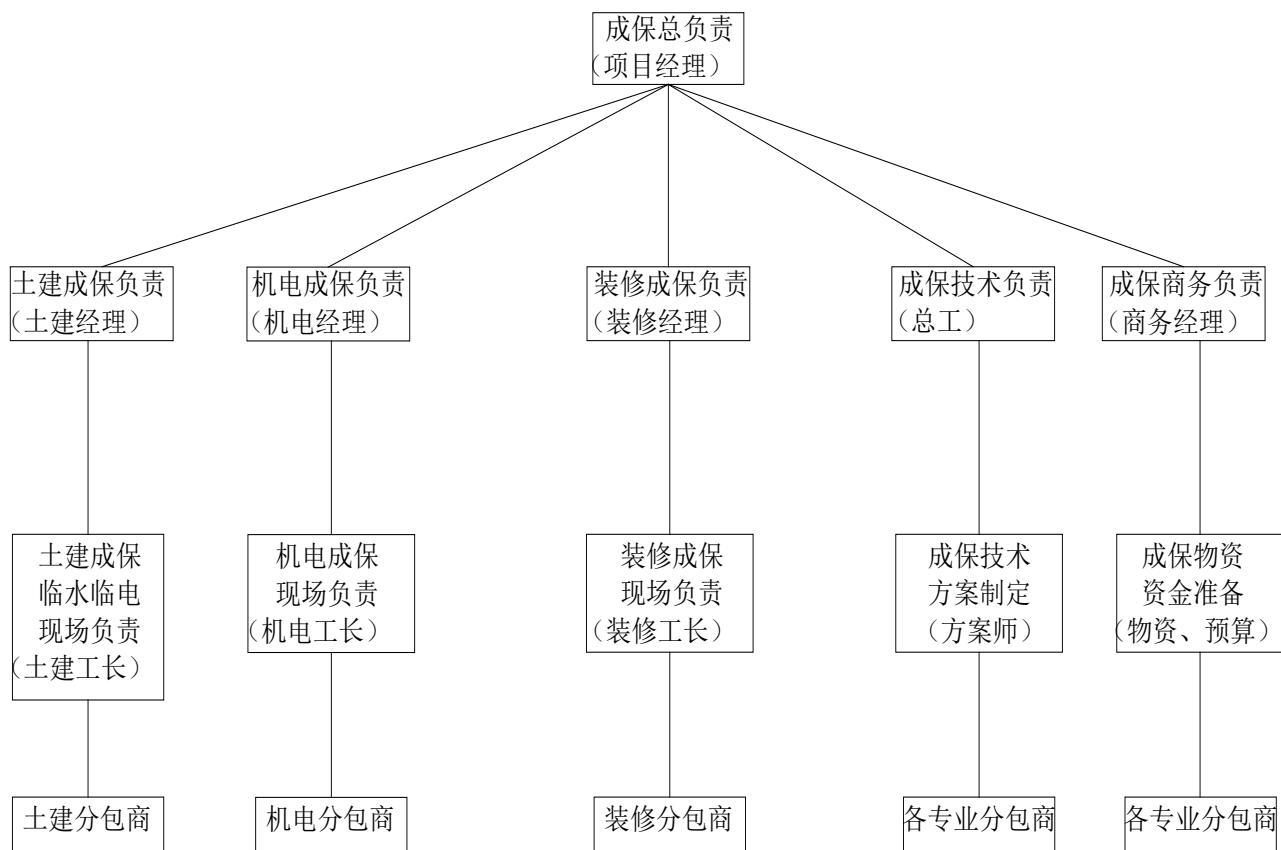 成保总负责
（项目经理）
土建成保负责
（土建经理）
机电成保负责
（机电经理）
装修成保负责
（装修经理）
成保技术负责
（总工）
成保商务负责
（商务经理）
土建成保
临水临电
现场负责
（土建工长）
机电成保
现场负责
（机电工长）
装修成保
现场负责
（装修工长）
成保技术
方案制定
（方案师）
成保物资
资金准备
（物资、预算）
土建分包商
机电分包商
装修分包商
各专业分包商
各专业分包商